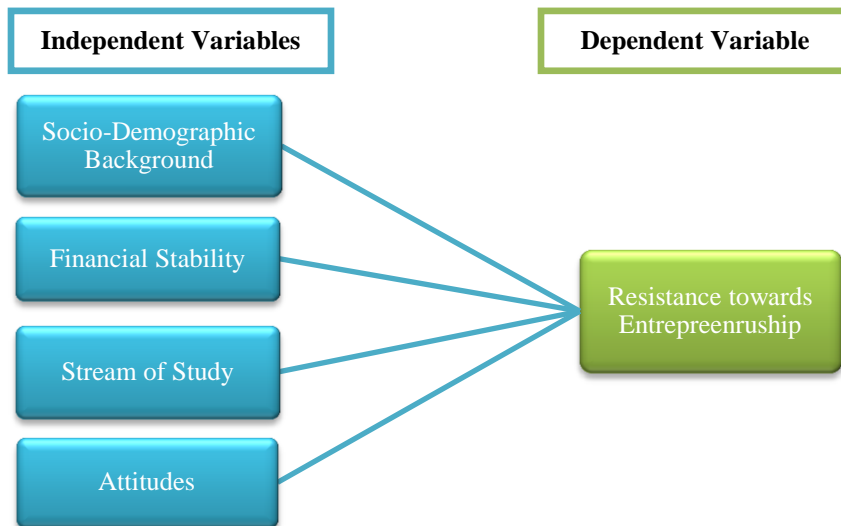 Independent Variables
Dependent Variable
Socio-Demographic
Background
Financial Stability
Stream of Study
Attitudes
Resistance towards
Entrepreenruship